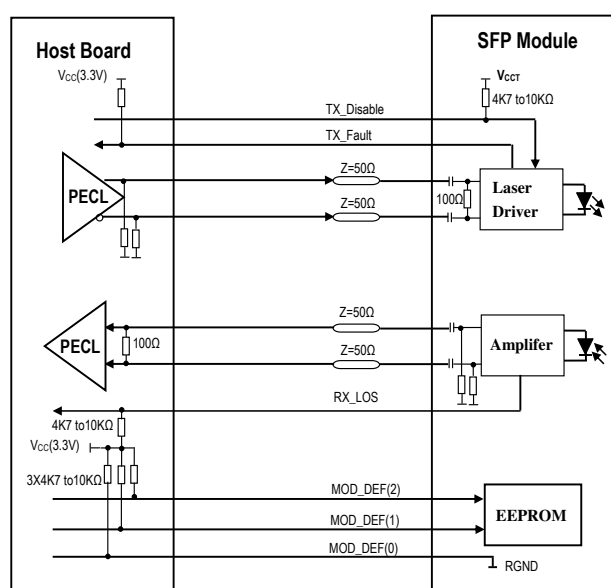 Host Board
SFP Module
VCC(3.3V)
VCCT
4K7 to10KΩ
TX_Disable
TX_Fault
Z=50Ω
PECL
100Ω
Laser
Driver
Z=50Ω
Z=50Ω
PECL
100Ω
Amplifer
Z=50Ω
RX_LOS
4K7 to10KΩ
VCC(3.3V)
3X4K7 to10KΩ
MOD_DEF(2)
EEPROM
MOD_DEF(1)
MOD_DEF(0)
RGND